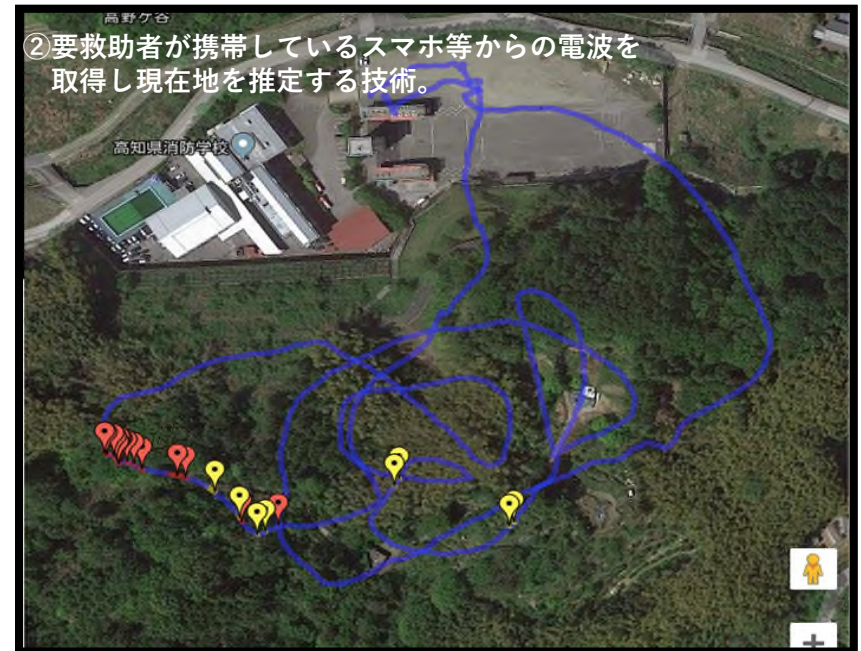 高野ケ谷
②要救助者が携帯しているスマホ等からの電波を
取得し現在地を推定する技術。
高知県消防学校